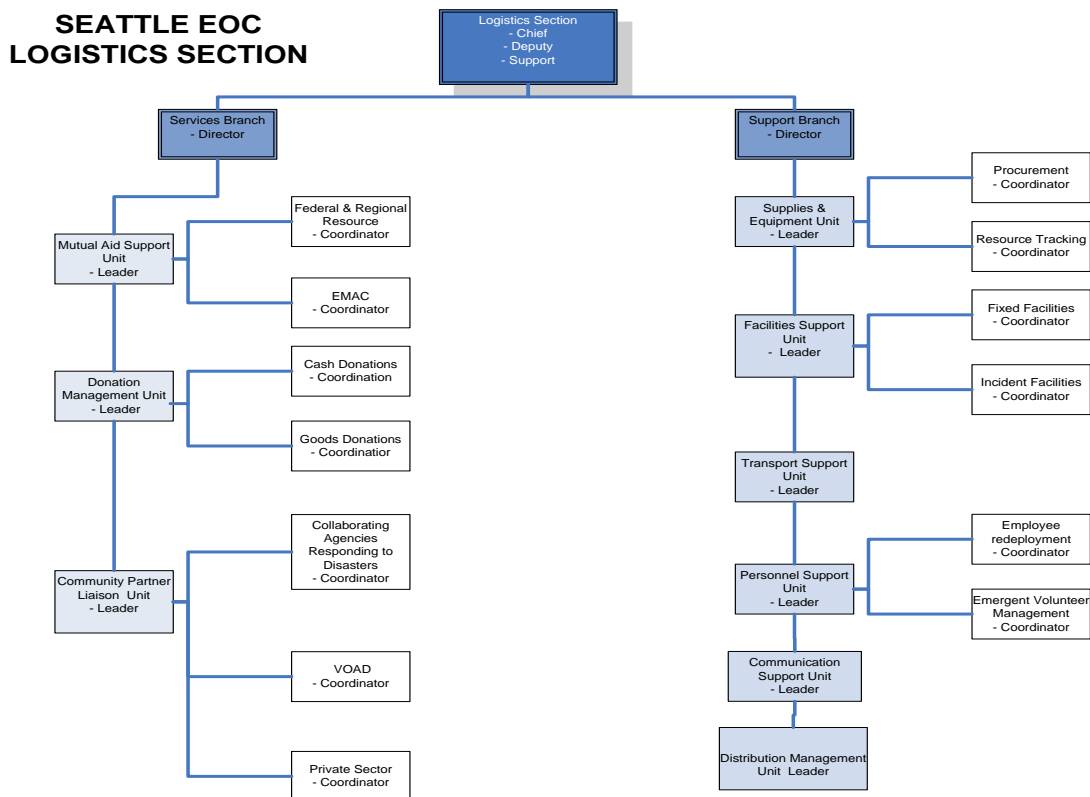 SEATTLE EOC
LOGISTICS SECTION
Logistics Section
- Chief
- Deputy
- Support
Services Branch
- Director
Support Branch
- Director
Mutual Aid Support
Unit
- Leader
Federal & Regional
Resource
- Coordinator
EMAC
- Coordinator
Donation
Management Unit
- Leader
Cash Donations
- Coordination
Goods Donations
- Coordinatior
Community Partner
Liaison  Unit
- Leader
Collaborating
Agencies
Responding to
Disasters
- Coordinator
VOAD
- Coordinator
Private Sector
- Coordinator
Supplies &
Equipment Unit
- Leader
Procurement
- Coordinator
Resource Tracking
- Coordinator
Facilities Support
Unit
-  Leader
Fixed Facilities
- Coordinator
Incident Facilities
- Coordinator
Transport Support
Unit
- Leader
Personnel Support
Unit
- Leader
Employee
redeployment
- Coordinator
Emergent Volunteer
Management
- Coordinator
Communication
Support Unit
- Leader
Distribution Management
Unit  Leader